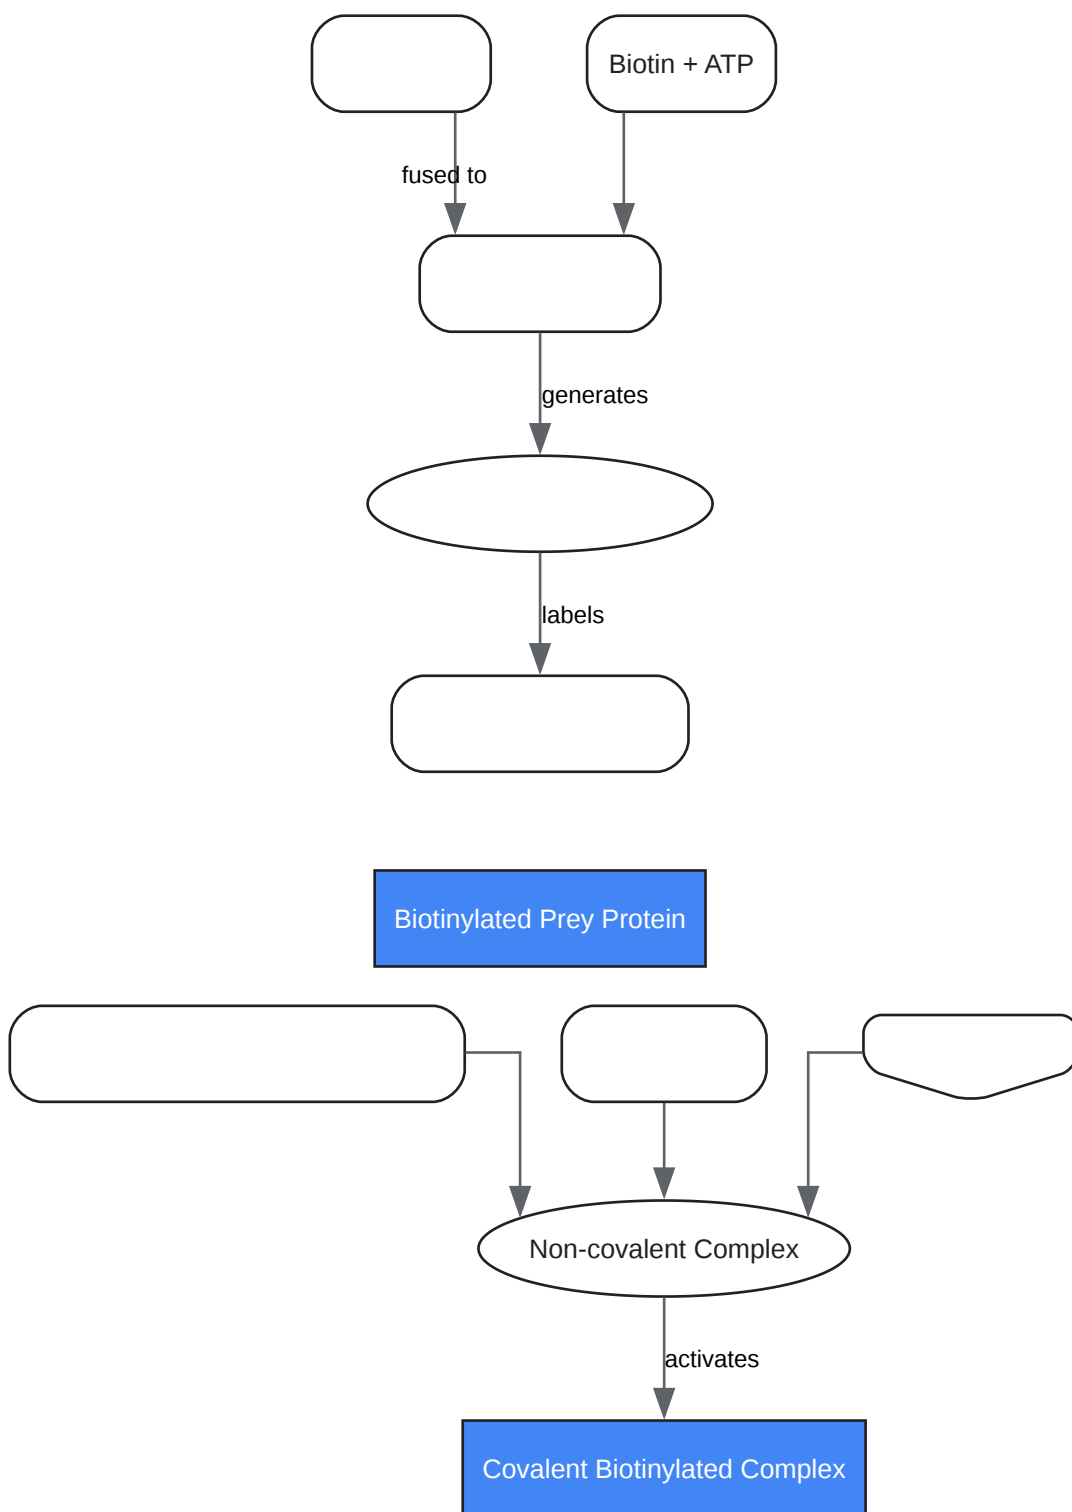 Biotin + ATP
fused to
generates
labels
Biotinylated Prey Protein
Non-covalent Complex
activates
Covalent Biotinylated Complex